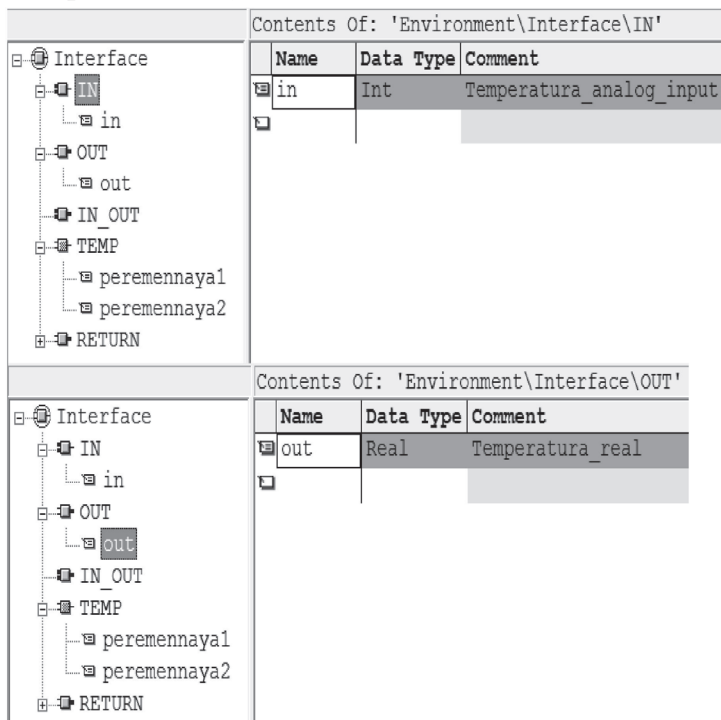 Contents Of: 'Environment\Interface\IN'
Interface
Name Data Type Comment
IN
in Int Temperatura_analog_input
in
OUT
out
IN_OUT
TEMP
peremennaya1
peremennaya2
RETURN
Contents Of: 'Environment\Interface\OUT'
Interface
Name Data Type Comment
IN
out Real Temperatura_real
in
OUT
out
IN_OUT
TEMP
peremennaya1
peremennaya2
RETURN